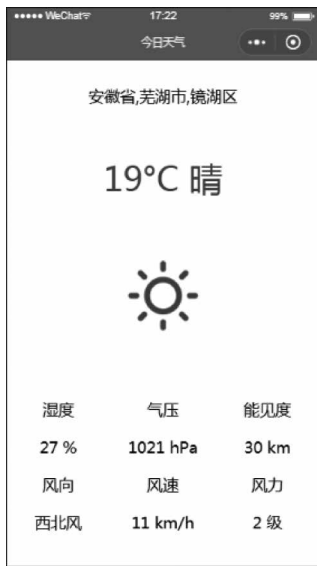 ●●●●● WeChat 17:22 99%
今日天气
安徽省,芜湖市,镜湖区
19°C 晴
湿度 气压 能见度
27 % 1021 hPa 30 km
风向 风速 风力
西北风 11 km/h 2 级